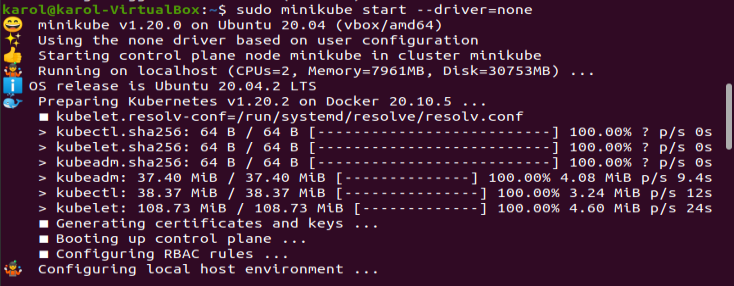 karol@karol-VirtualBox:~$ sudo minikube start --driver=none
😄 minikube v1.20.0 on Ubuntu 20.04 (vbox/amd64)
✨ Using the none driver based on user configuration
👍 Starting control plane node minikube in cluster minikube
🤹 Running on localhost (CPUs=2, Memory=7961MB, Disk=30753MB) ...
ℹ️ OS release is Ubuntu 20.04.2 LTS
🐳 Preparing Kubernetes v1.20.2 on Docker 20.10.5 ...
■ kubelet.resolv-conf=/run/systemd/resolve/resolv.conf
> kubectl.sha256: 64 B / 64 B [--------------------------] 100.00% ? p/s 0s
> kubelet.sha256: 64 B / 64 B [--------------------------] 100.00% ? p/s 0s
> kubeadm.sha256: 64 B / 64 B [--------------------------] 100.00% ? p/s 0s
> kubeadm: 37.40 MiB / 37.40 MiB [---------------] 100.00% 4.08 MiB p/s 9.4s
> kubectl: 38.37 MiB / 38.37 MiB [----------------] 100.00% 3.24 MiB p/s 12s
> kubelet: 108.73 MiB / 108.73 MiB [--------------] 100.00% 4.60 MiB p/s 24s
■ Generating certificates and keys ...
■ Booting up control plane ...
■ Configuring RBAC rules ...
🤹 Configuring local host environment ...